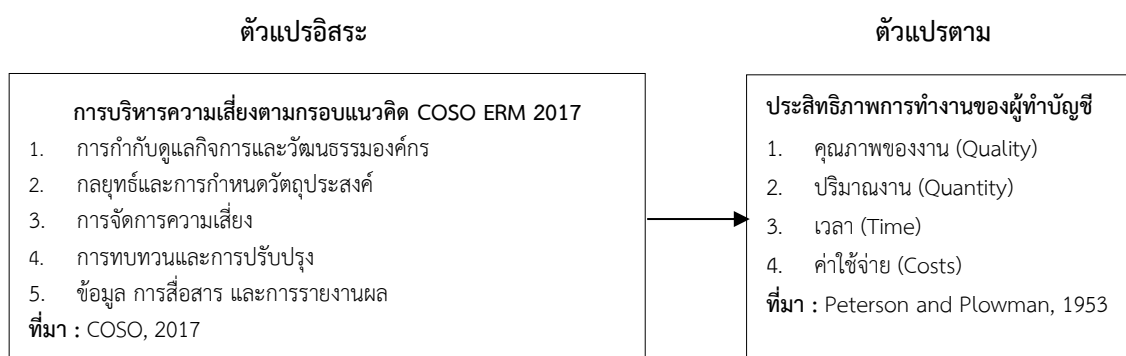 ตัวแปรอิสระ
ตัวแปรตาม
การบริหารความเสี่ยงตามกรอบแนวคิด COSO ERM 2017
1. การกำกับดูแลกิจการและวัฒนธรรมองค์กร
2. กลยุทธ์และการกำหนดวัตถุประสงค์
3. การจัดการความเสี่ยง
4. การทบทวนและการปรับปรุง
5. ข้อมูล การสื่อสาร และการรายงานผล
ที่มา : COSO, 2017
ประสิทธิภาพการทำงานของผู้ทำบัญชี
1. คุณภาพของงาน (Quality)
2. ปริมาณงาน (Quantity)
3. เวลา (Time)
4. ค่าใช้จ่าย (Costs)
ที่มา : Peterson and Plowman, 1953